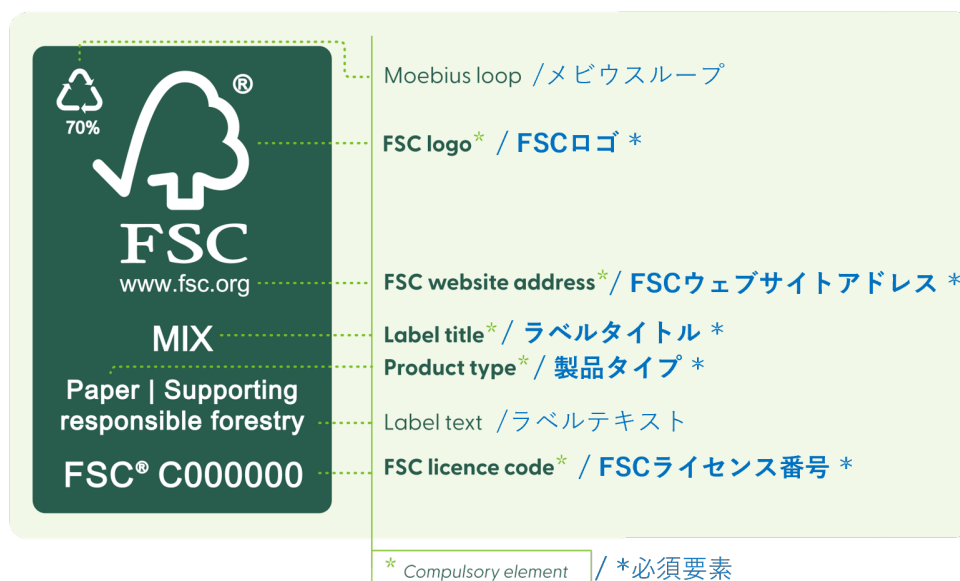 70%
®
FSC
www.fsc.org
MIX
Paper | Supporting
responsible forestry
FSC® C000000
Moebius loop /メビウスループ
FSC logo* / FSCロゴ *
FSC website address* / FSCウェブサイトアドレス *
Label title* / ラベルタイトル *
Product type* / 製品タイプ *
Label text /ラベルテキスト
FSC licence code* / FSCライセンス番号 *
* Compulsory element / *必須要素